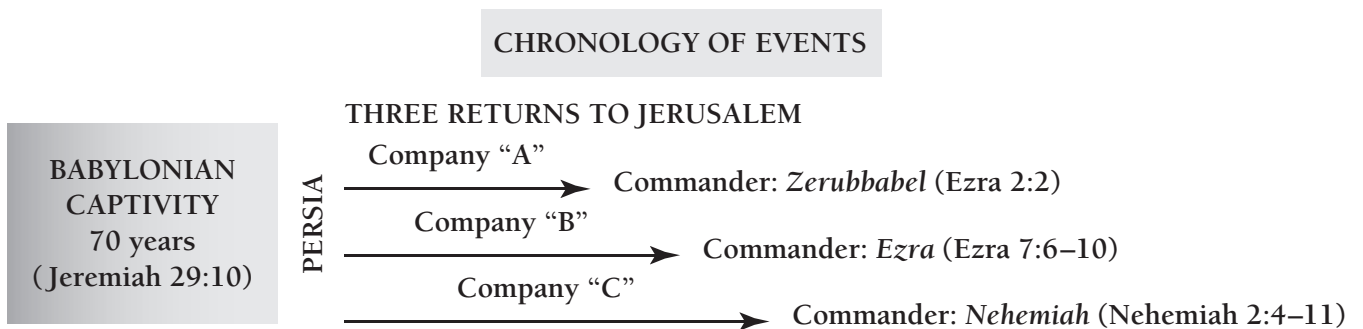 CHRONOLOGY OF EVENTS
THREE RETURNS TO JERUSALEM
BABYLONIAN
CAPTIVITY
70 years
(Jeremiah 29:10)
PERSIA
Company “A”
Commander: Zerubbabel (Ezra 2:2)
Company “B”
Commander: Ezra (Ezra 7:6–10)
Company “C”
Commander: Nehemiah (Nehemiah 2:4–11)